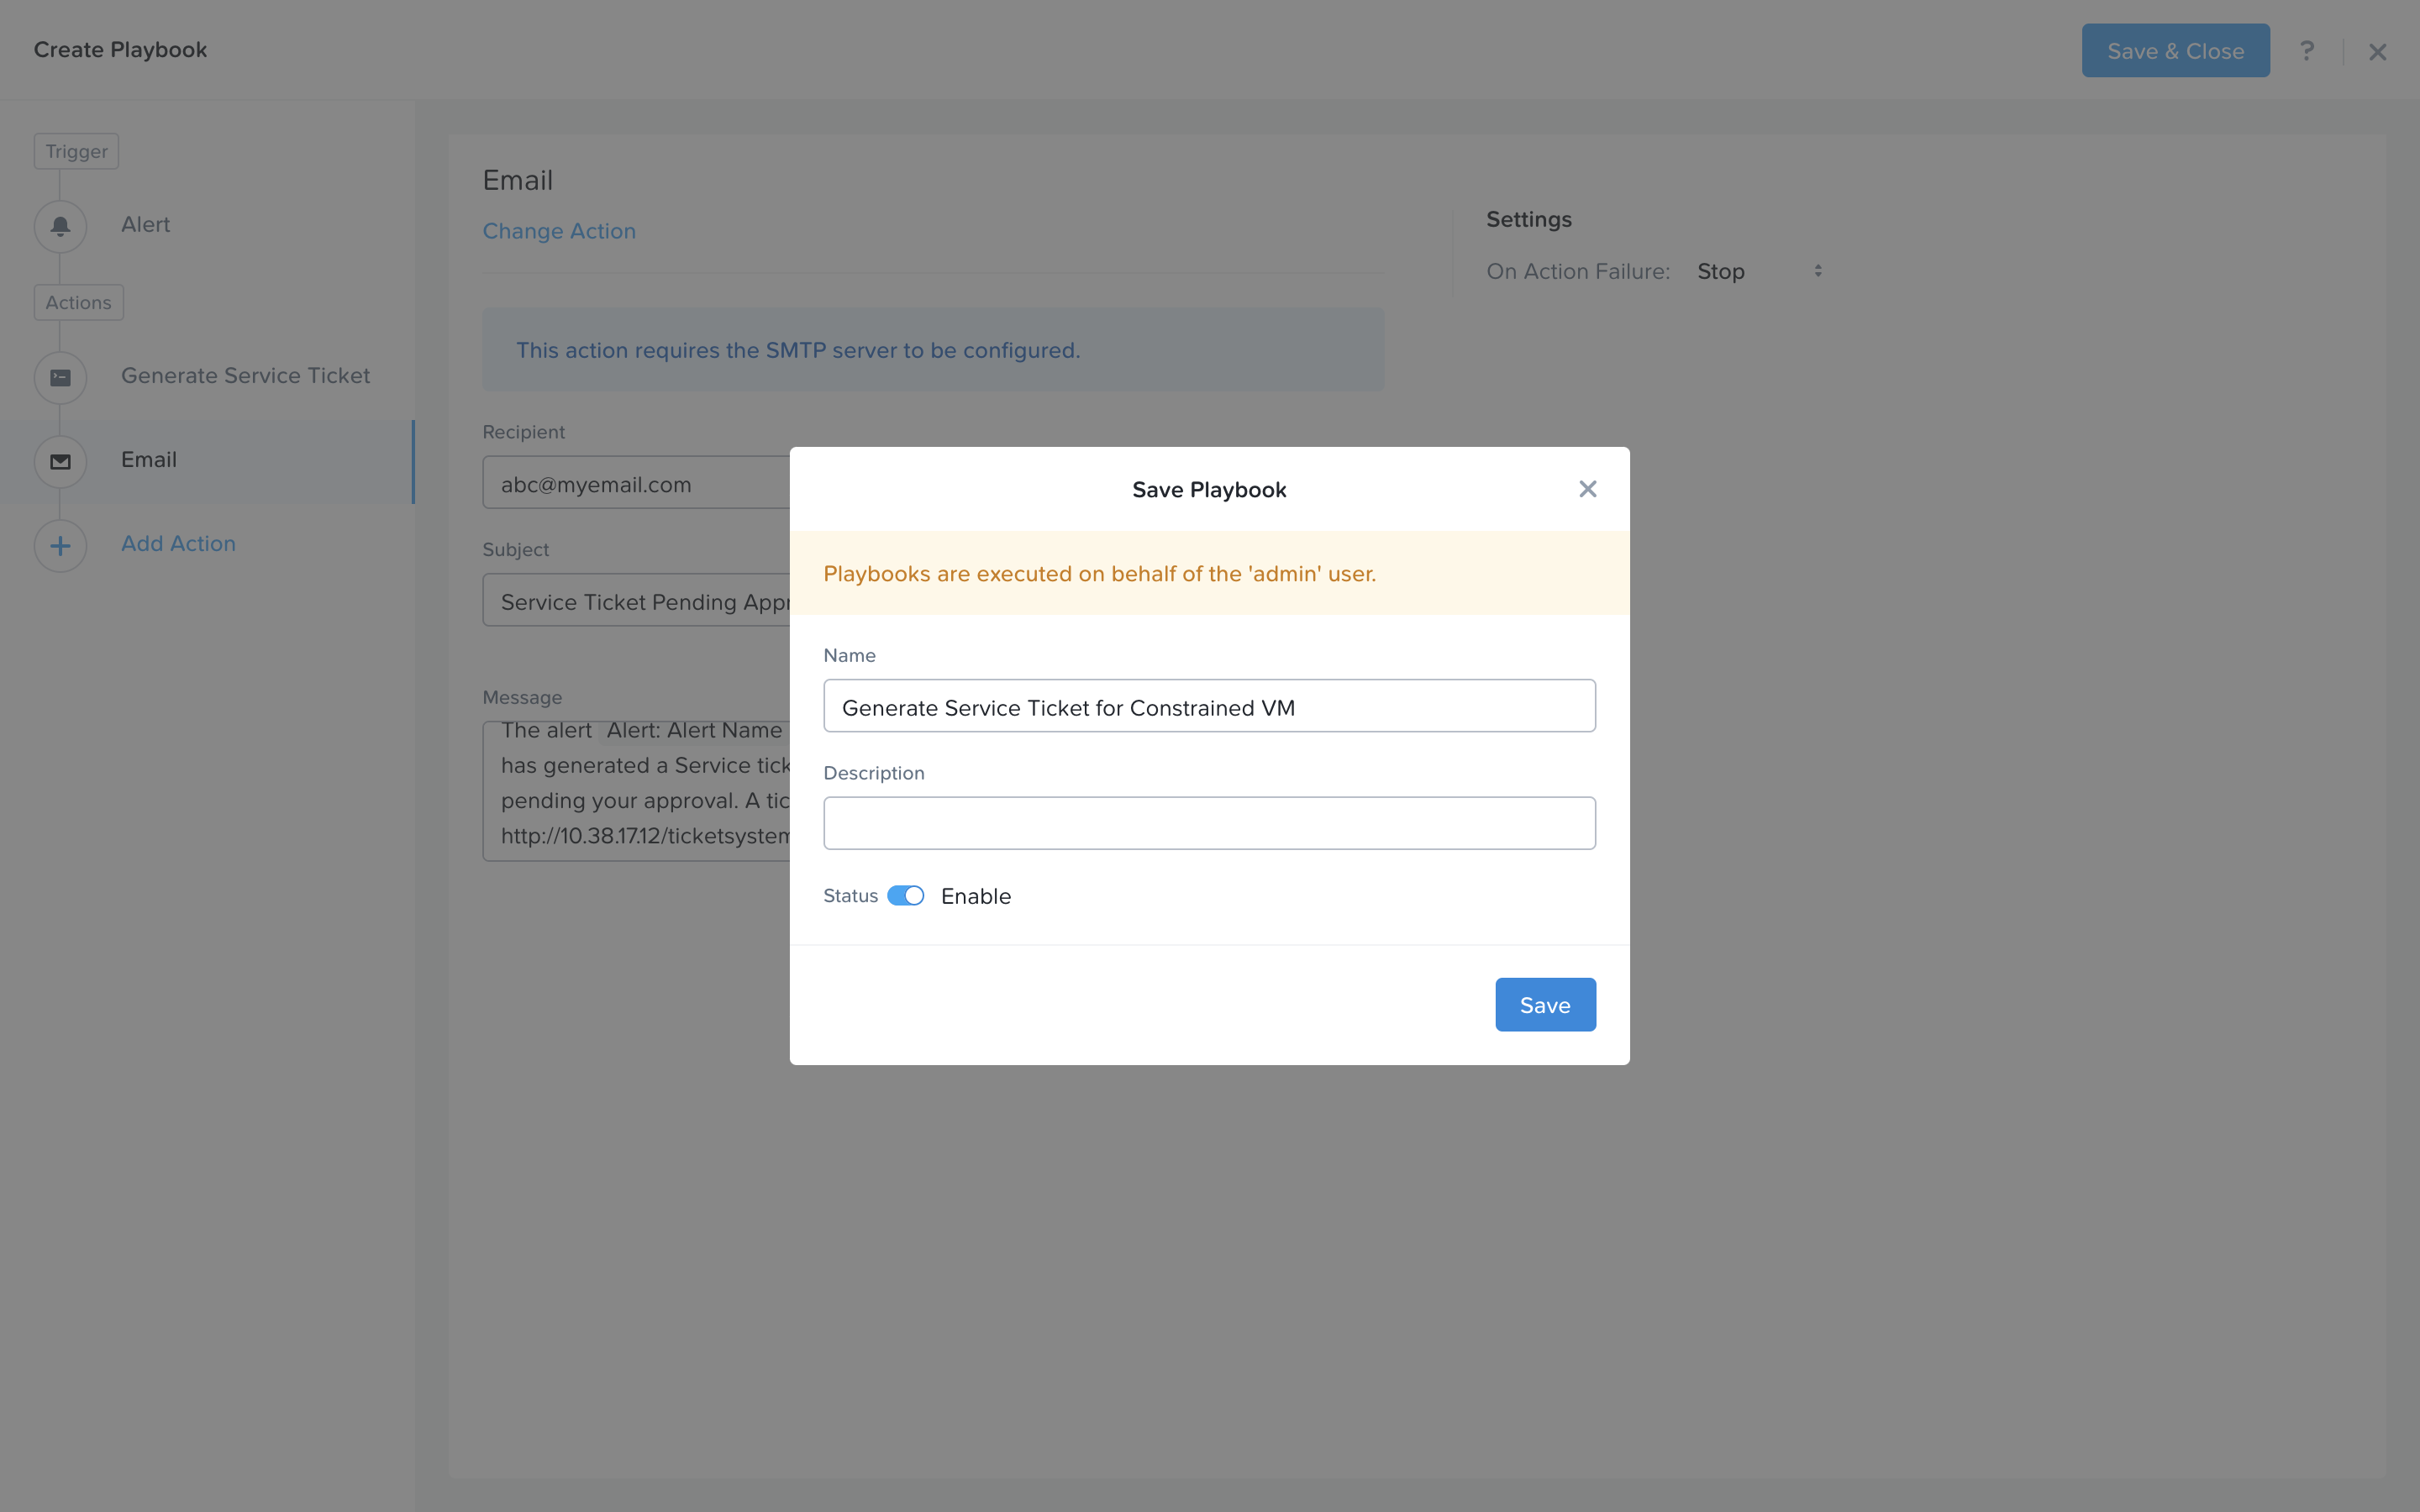 Create Playbook
Save & Close
?
Trigger
Alert
Actions
Generate Service Ticket
Email
Add Action
Email
Change Action
This action requires the SMTP server to be configured.
Recipient
abc@myemail.com
Subject
Service Ticket Pending
Message
The alert Alert: Alert Name
has generated a Service
pending your approval. A
http://10.38.17.12/ticketsystem
Settings
On Action Failure: Stop
Save Playbook
Playbooks are executed on behalf of the 'admin' user.
Name
Generate Service Ticket for Constrained VM
Description
Status Enable
Save